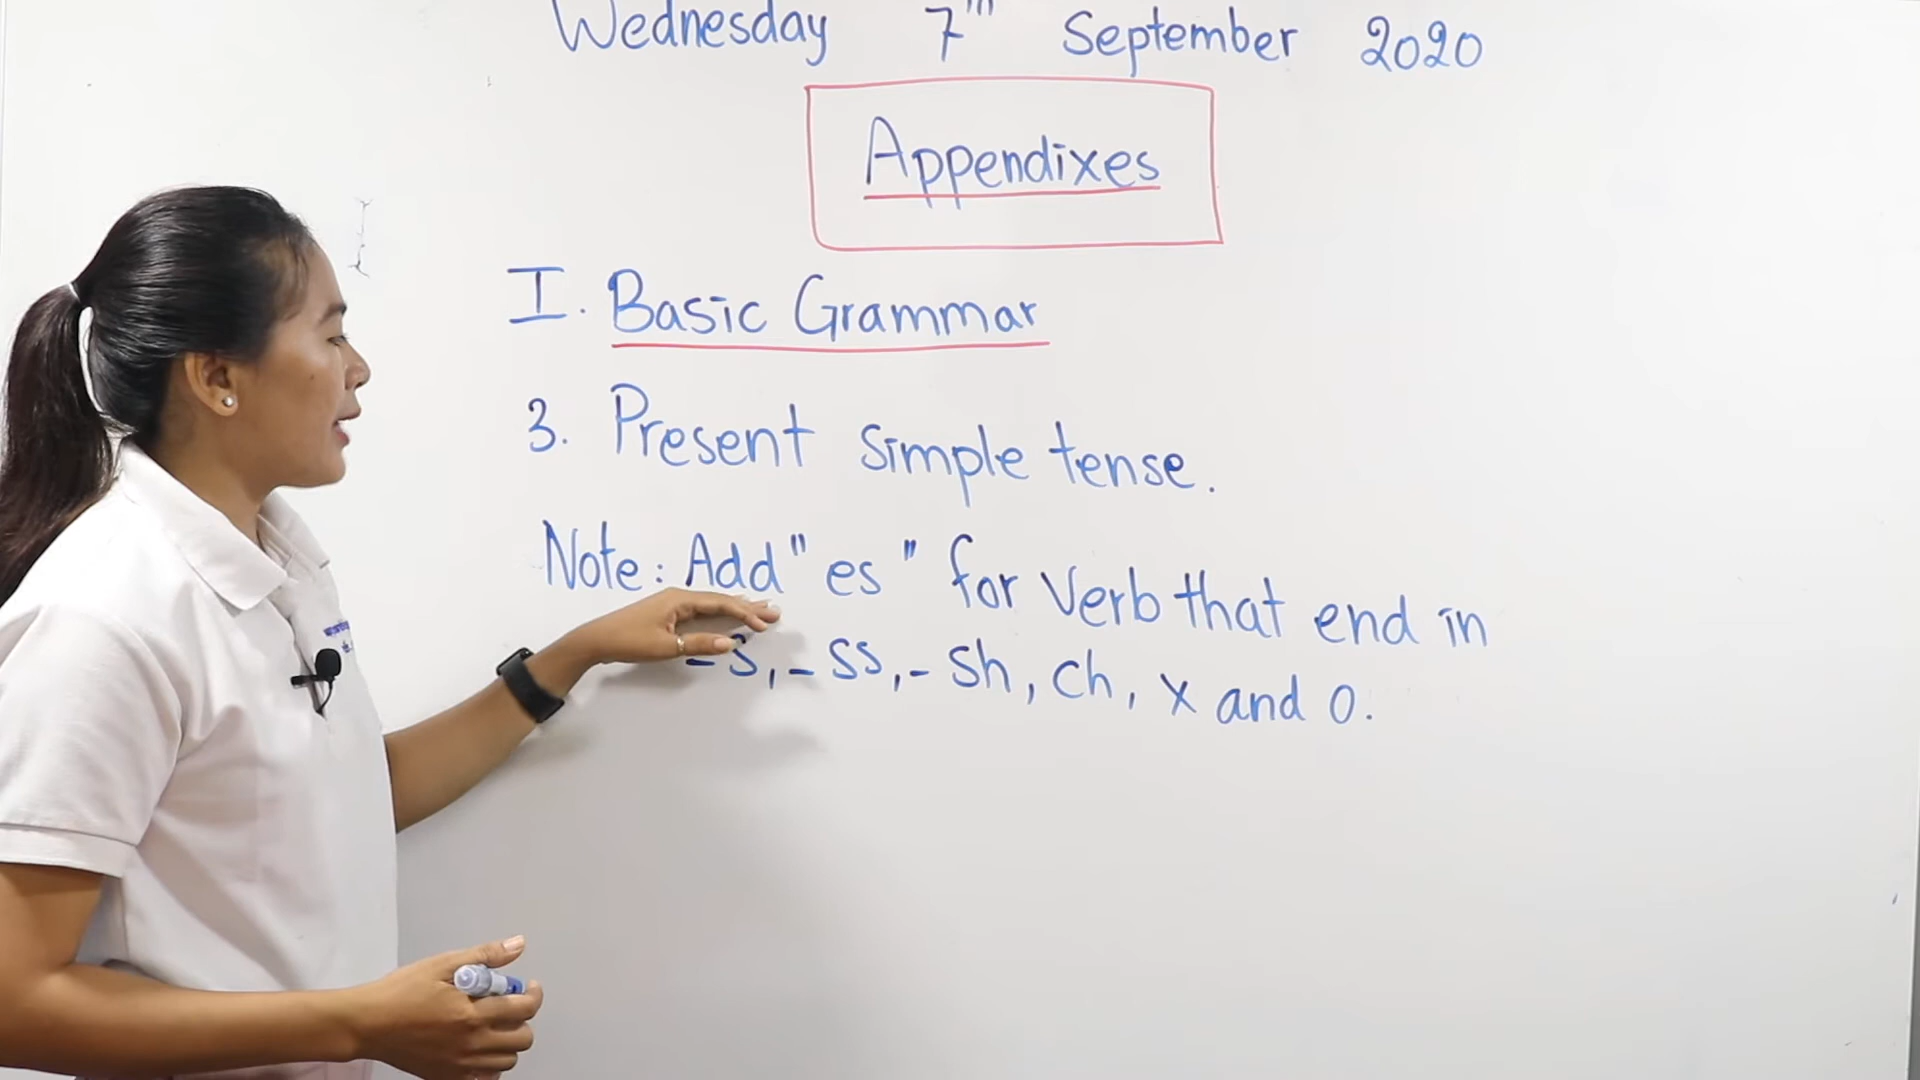 Wednesday 7th September 2020
Appendixes
I. Basic Grammar
3. Present simple tense.
Note: Add "es" for Verb that end in
-s, -ss, -sh, ch, x and o.